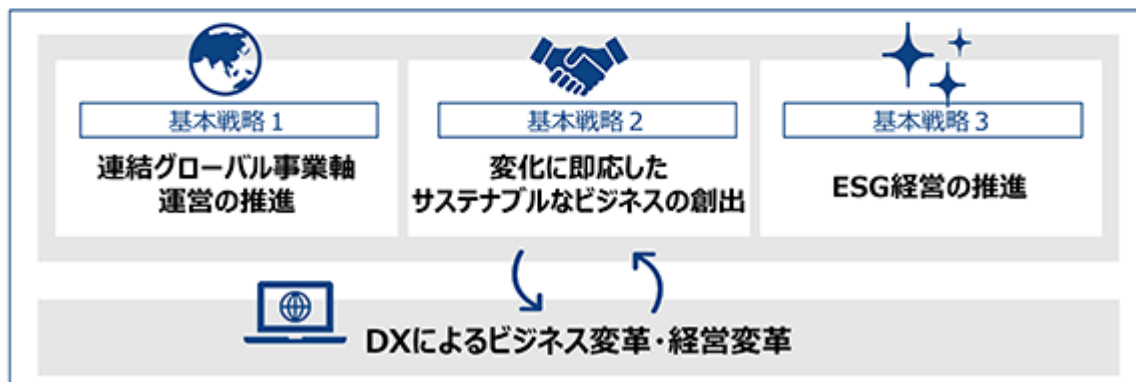 基本戦略1
連結グローバル事業軸
運営の推進
基本戦略2
変化に即応した
サステナブルなビジネスの創出
基本戦略3
ESG経営の推進
DXによるビジネス変革・経営変革